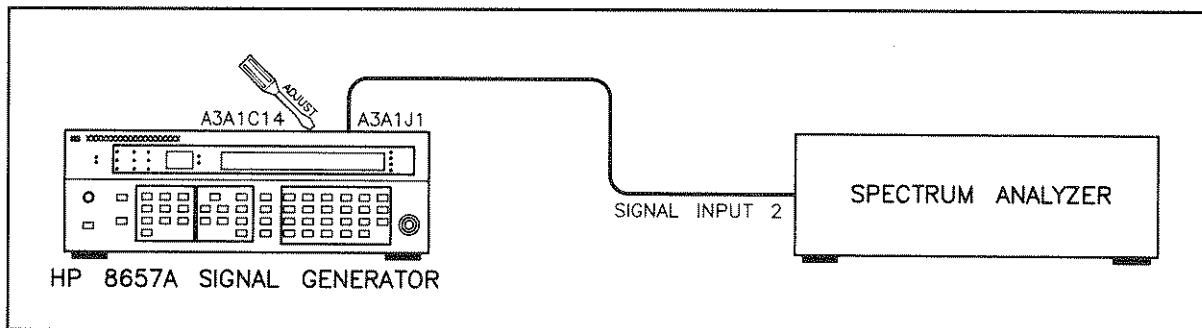 ADJUST
A3A1C14 A3A1J1
SIGNAL INPUT 2
SPECTRUM ANALYZER
HP 8657A SIGNAL GENERATOR